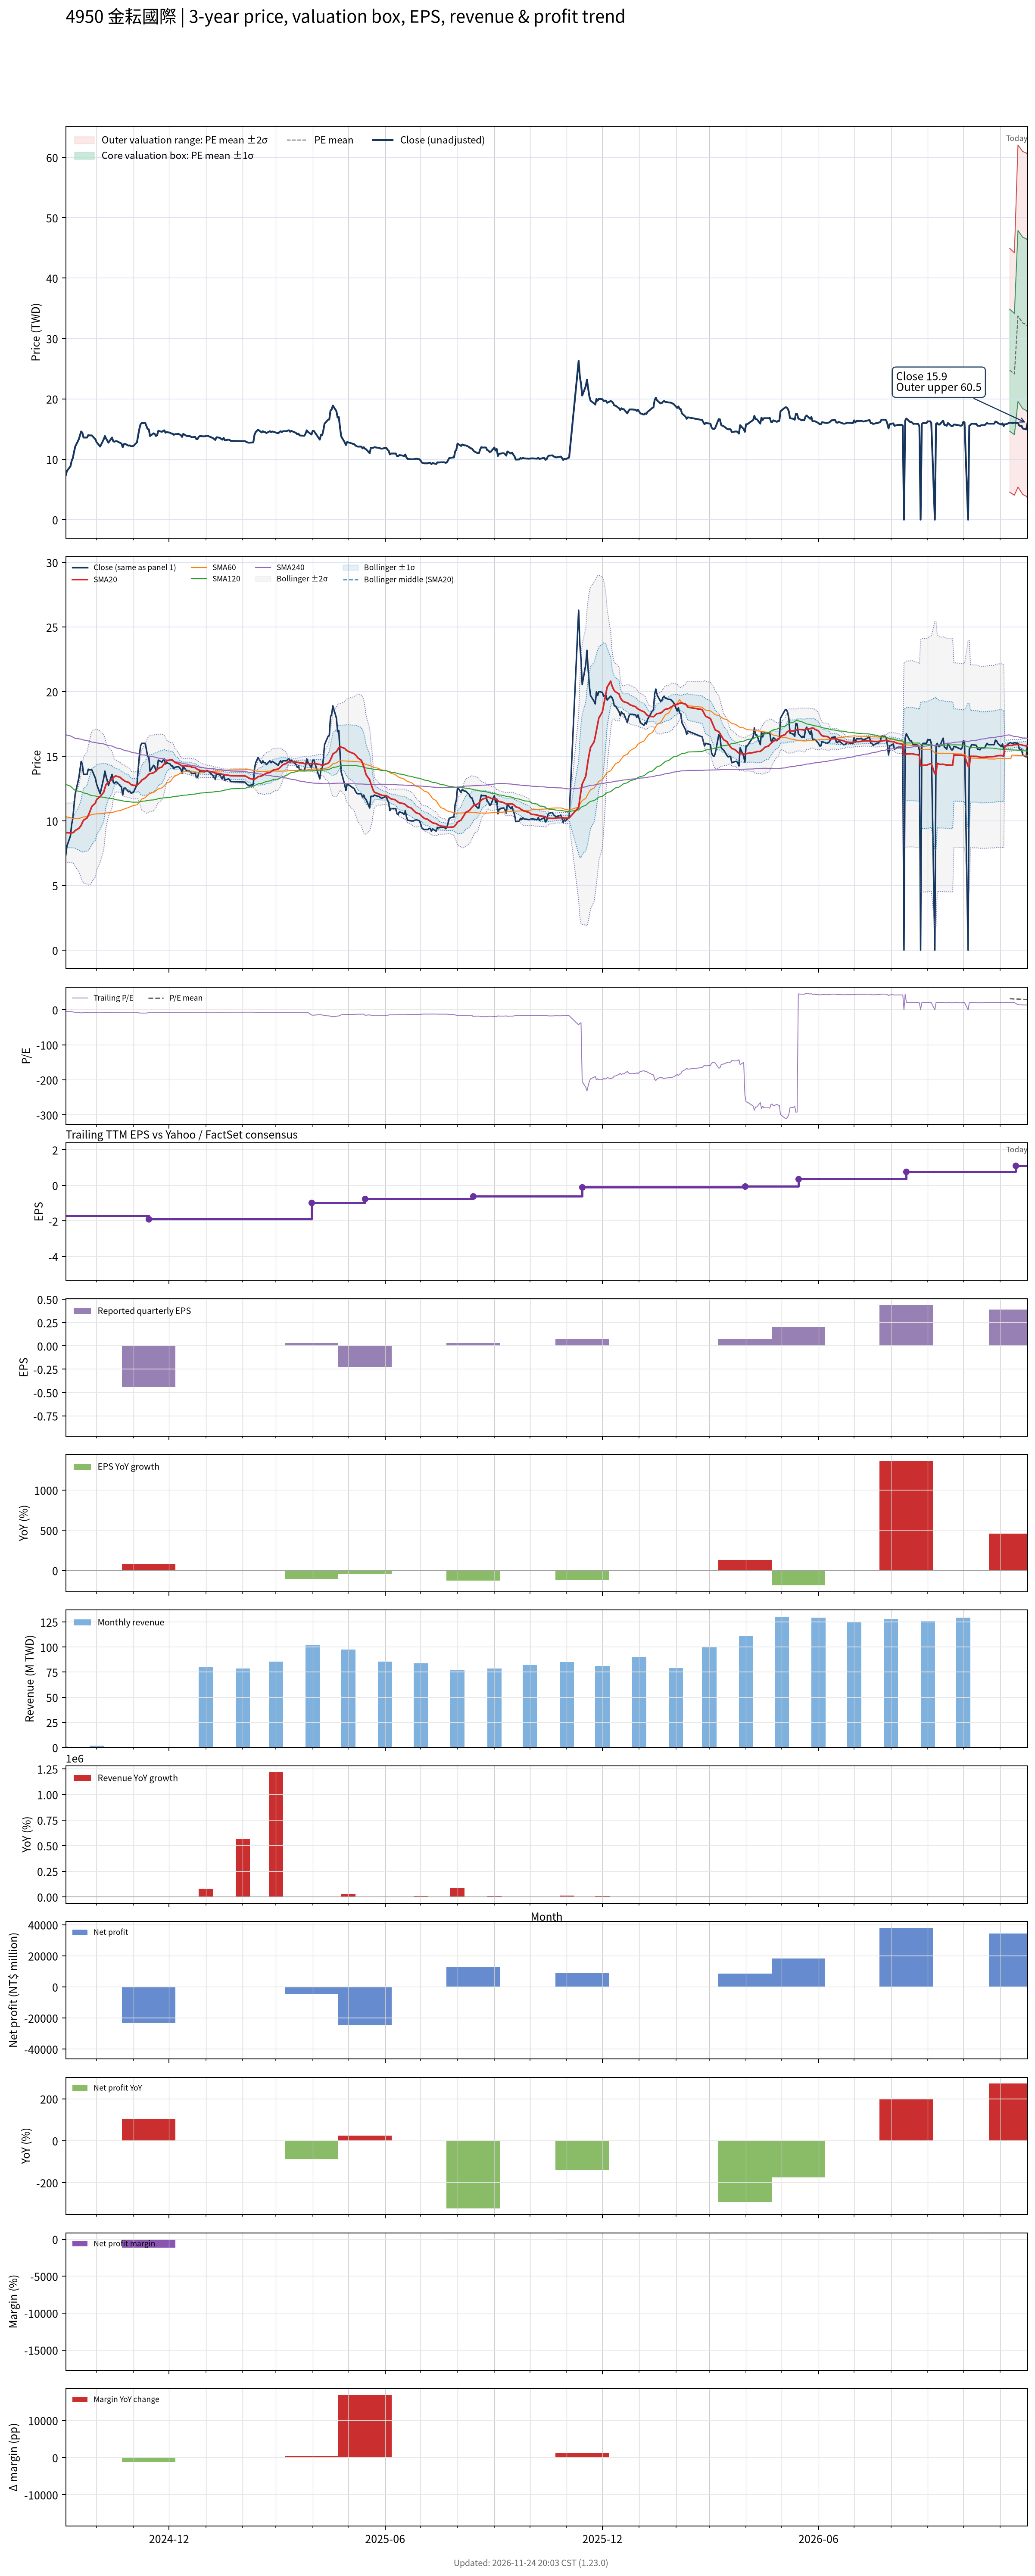 4950 金耘國際 | 3-year price, valuation box, EPS, revenue & profit trend
Outer valuation range: PE mean ±2σ
PE mean
Close (unadjusted)
Core valuation box: PE mean ±1σ
Today
60
50
40
30
20
10
0
Price (TWD)
Close 15.9
Outer upper 60.5
Close (same as panel 1)
SMA20
SMA60
SMA120
SMA240
Bollinger ±2σ
Bollinger ±1σ
Bollinger middle (SMA20)
30
25
20
15
10
5
0
Price
Trailing P/E
P/E mean
0
-100
-200
-300
P/E
Trailing TTM EPS vs Yahoo / FactSet consensus
Today
2
0
-2
-4
EPS
Reported quarterly EPS
0.50
0.25
0.00
-0.25
-0.50
-0.75
EPS
EPS YoY growth
1000
500
0
YoY (%)
Monthly revenue
125
100
75
50
25
0
Revenue (M TWD)
1e6
Revenue YoY growth
1.25
1.00
0.75
0.50
0.25
0.00
YoY (%)
Month
Net profit
40000
20000
0
-20000
-40000
Net profit (NT$ million)
Net profit YoY
200
0
-200
YoY (%)
Net profit margin
0
-5000
-10000
-15000
Margin (%)
Margin YoY change
10000
0
-10000
Δ margin (pp)
2024-12
2025-06
2025-12
2026-06
Updated: 2026-11-24 20:03 CST (1.23.0)